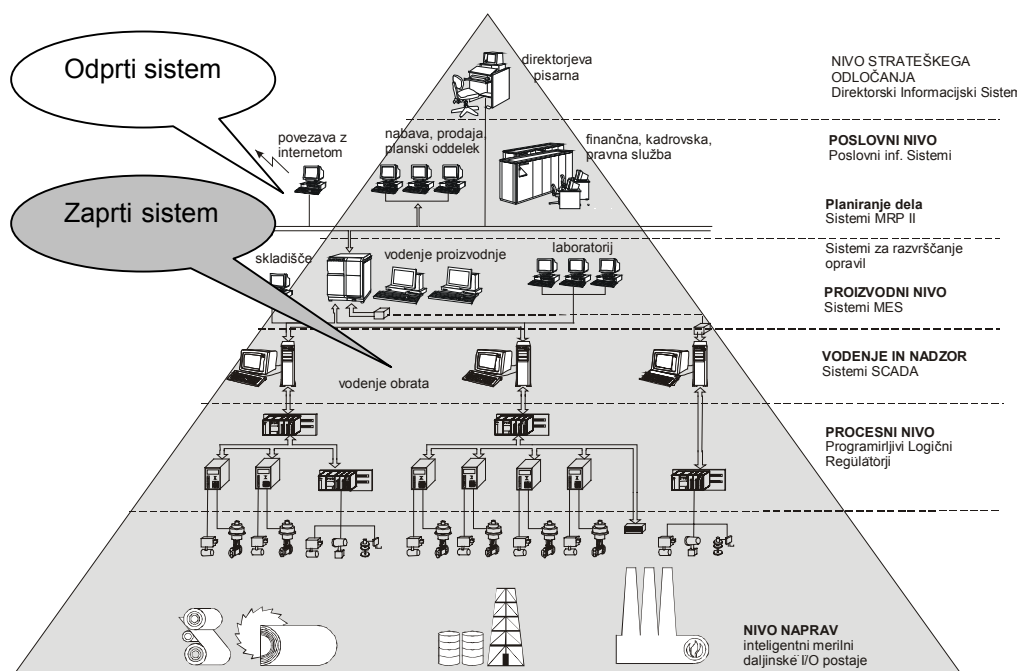 Odprti sistem
direktorjeva
pisarna
NIVO STRATEŠKEGA
ODLOČANJA
Direktorski Informacijski Sistem
povezava z
internetom
nabava, prodaja,
planski oddelek
finančna, kadrovska,
pravna služba
POSLOVNI NIVO
Poslovni inf. Sistemi
Zaprti sistem
Planiranje dela
Sistemi MRP II
skladišče
vodenje proizvodnje
laboratorij
Sistemi za razvrščanje
opravil
PROIZVODNI NIVO
Sistemi MES
vodenje obrata
VODENJE IN NADZOR
Sistemi SCADA
PROCESNI NIVO
Programirljivi Logični
Regulatorji
NIVO NAPRAV
inteligentni merilni
daljinske I/O postaje